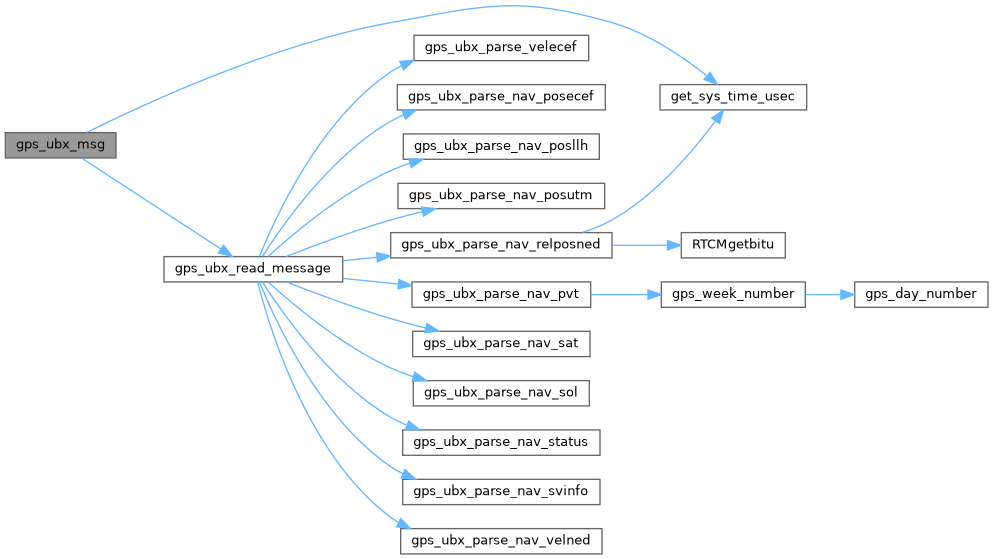 gps_ubx_msg
gps_ubx_read_message
gps_ubx_parse_velecef
gps_ubx_parse_nav_posecef
gps_ubx_parse_nav_posllh
gps_ubx_parse_nav_posutm
gps_ubx_parse_nav_relposned
gps_ubx_parse_nav_pvt
gps_ubx_parse_nav_sat
gps_ubx_parse_nav_sol
gps_ubx_parse_nav_status
gps_ubx_parse_nav_svinfo
gps_ubx_parse_nav_velned
get_sys_time_usec
RTCMgetbitu
gps_week_number
gps_day_number